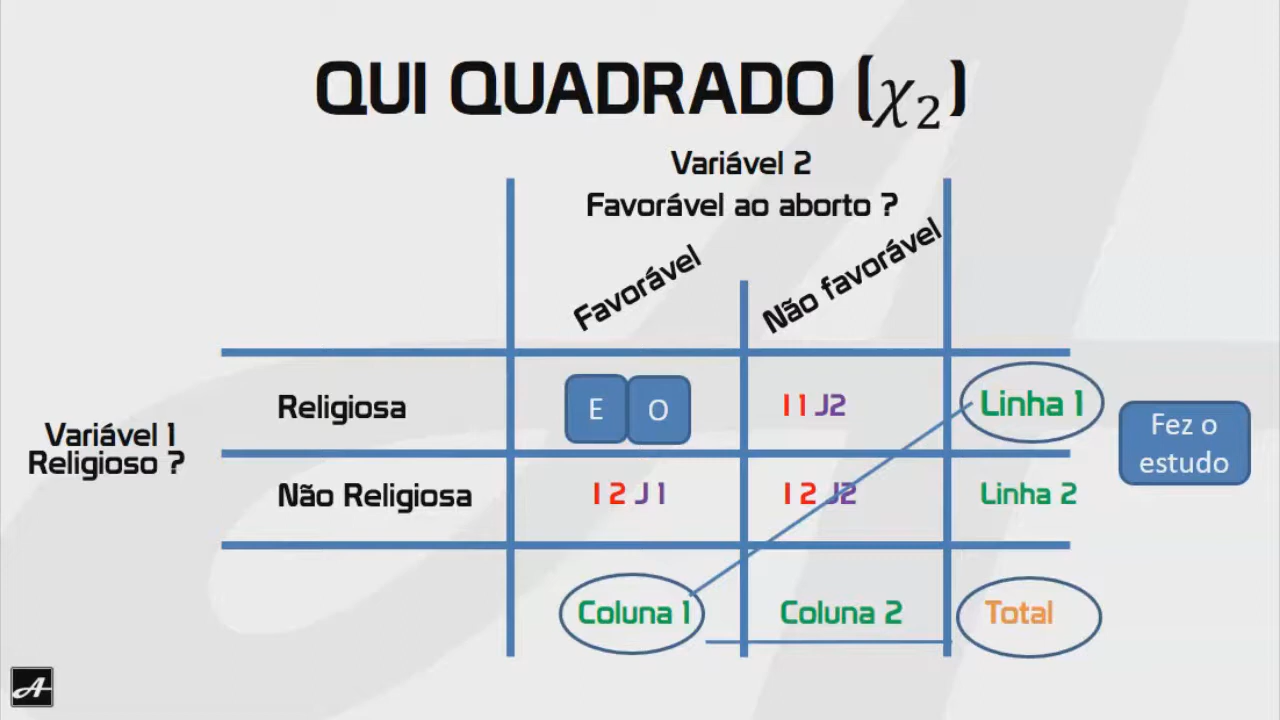 QUI QUADRADO (χ₂)
Variável 2
Favorável ao aborto ?
Favorável
Não favorável
Variável 1
Religioso ?
Religiosa
E
O
I 1 J2
Linha 1
Fez o
estudo
Não Religiosa
I 2 J 1
I 2 J2
Linha 2
Coluna 1
Coluna 2
Total
A